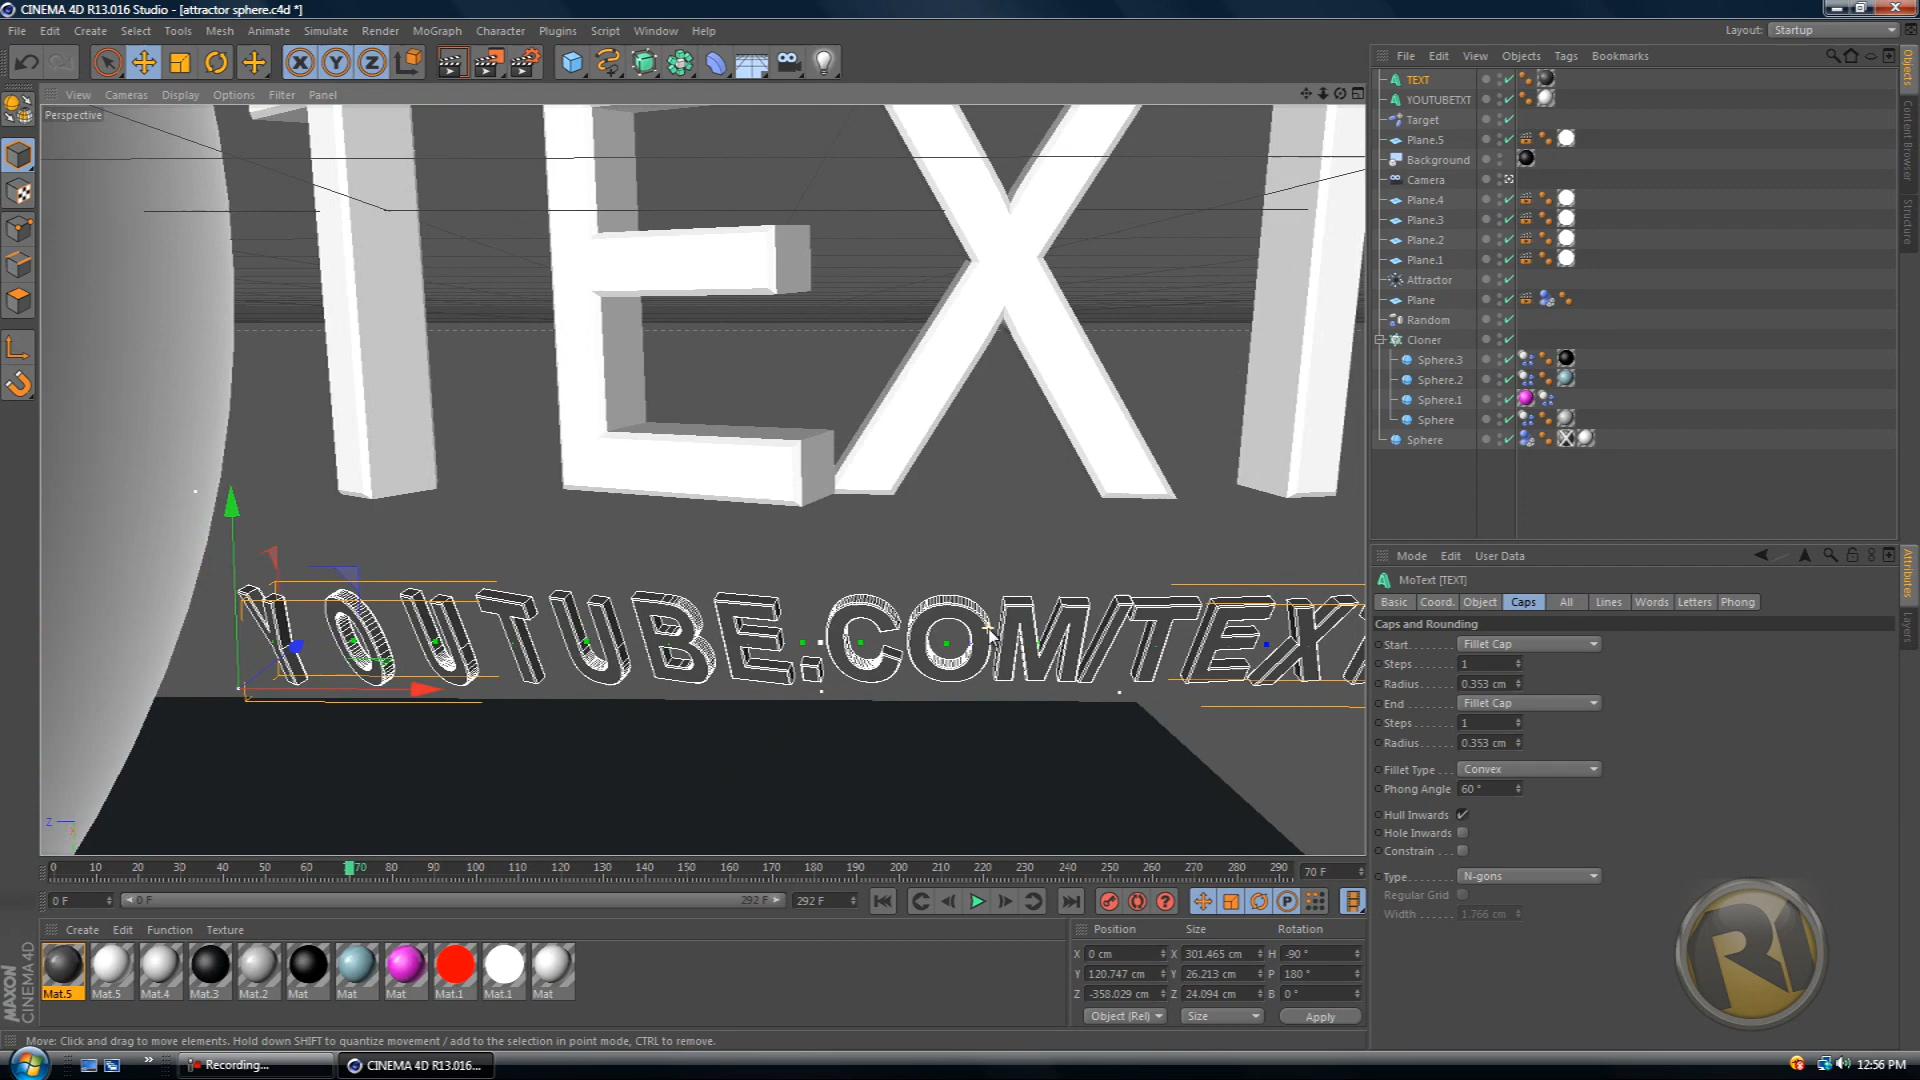 CINEMA 4D R13.016 Studio - [attractor sphere.c4d *]
File Edit Create Select Tools Mesh Animate Simulate Render MoGraph Character Plugins Script Window Help
Layout: Startup
X Y Z
File Edit View Objects Tags Bookmarks
View Cameras Display Options Filter Panel
Perspective
TEXT
YOUTUBE.COM/TEX
Z
TEXT
YOUTUBETXT
Target
Plane.5
Background
Camera
Plane.4
Plane.3
Plane.2
Plane.1
Attractor
Plane
Random
Cloner
Sphere.3
Sphere.2
Sphere.1
Sphere
Sphere
Objects
Content Browser
Structure
Mode Edit User Data
MoText [TEXT]
Basic Coord. Object Caps All Lines Words Letters Phong
Caps and Rounding
Start. Fillet Cap
Steps 1
Radius. 0.353 cm
End Fillet Cap
Steps 1
Radius. 0.353 cm
Fillet Type Convex
Phong Angle 60 °
Hull Inwards
Hole Inwards
Constrain
Type N-gons
Regular Grid
Width 1.766 cm
Attributes
Layers
0 10 20 30 40 50 60 70 80 90 100 110 120 130 140 150 160 170 180 190 200 210 220 230 240 250 260 270 280 290 70 F
0 F 0 F 292 F 292 F
P
Create Edit Function Texture
Mat.5 Mat.5 Mat.4 Mat.3 Mat.2 Mat Mat Mat Mat.1 Mat.1 Mat
Position Size Rotation
X 0 cm X 301.465 cm H -90 °
Y 120.747 cm Y 26.213 cm P 180 °
Z -358.029 cm Z 24.094 cm B 0 °
Object (Rel) Size Apply
MAXON
CINEMA 4D
Move: Click and drag to move elements. Hold down SHIFT to quantize movement / add to the selection in point mode, CTRL to remove.
Recording... CINEMA 4D R13.016... 12:56 PM